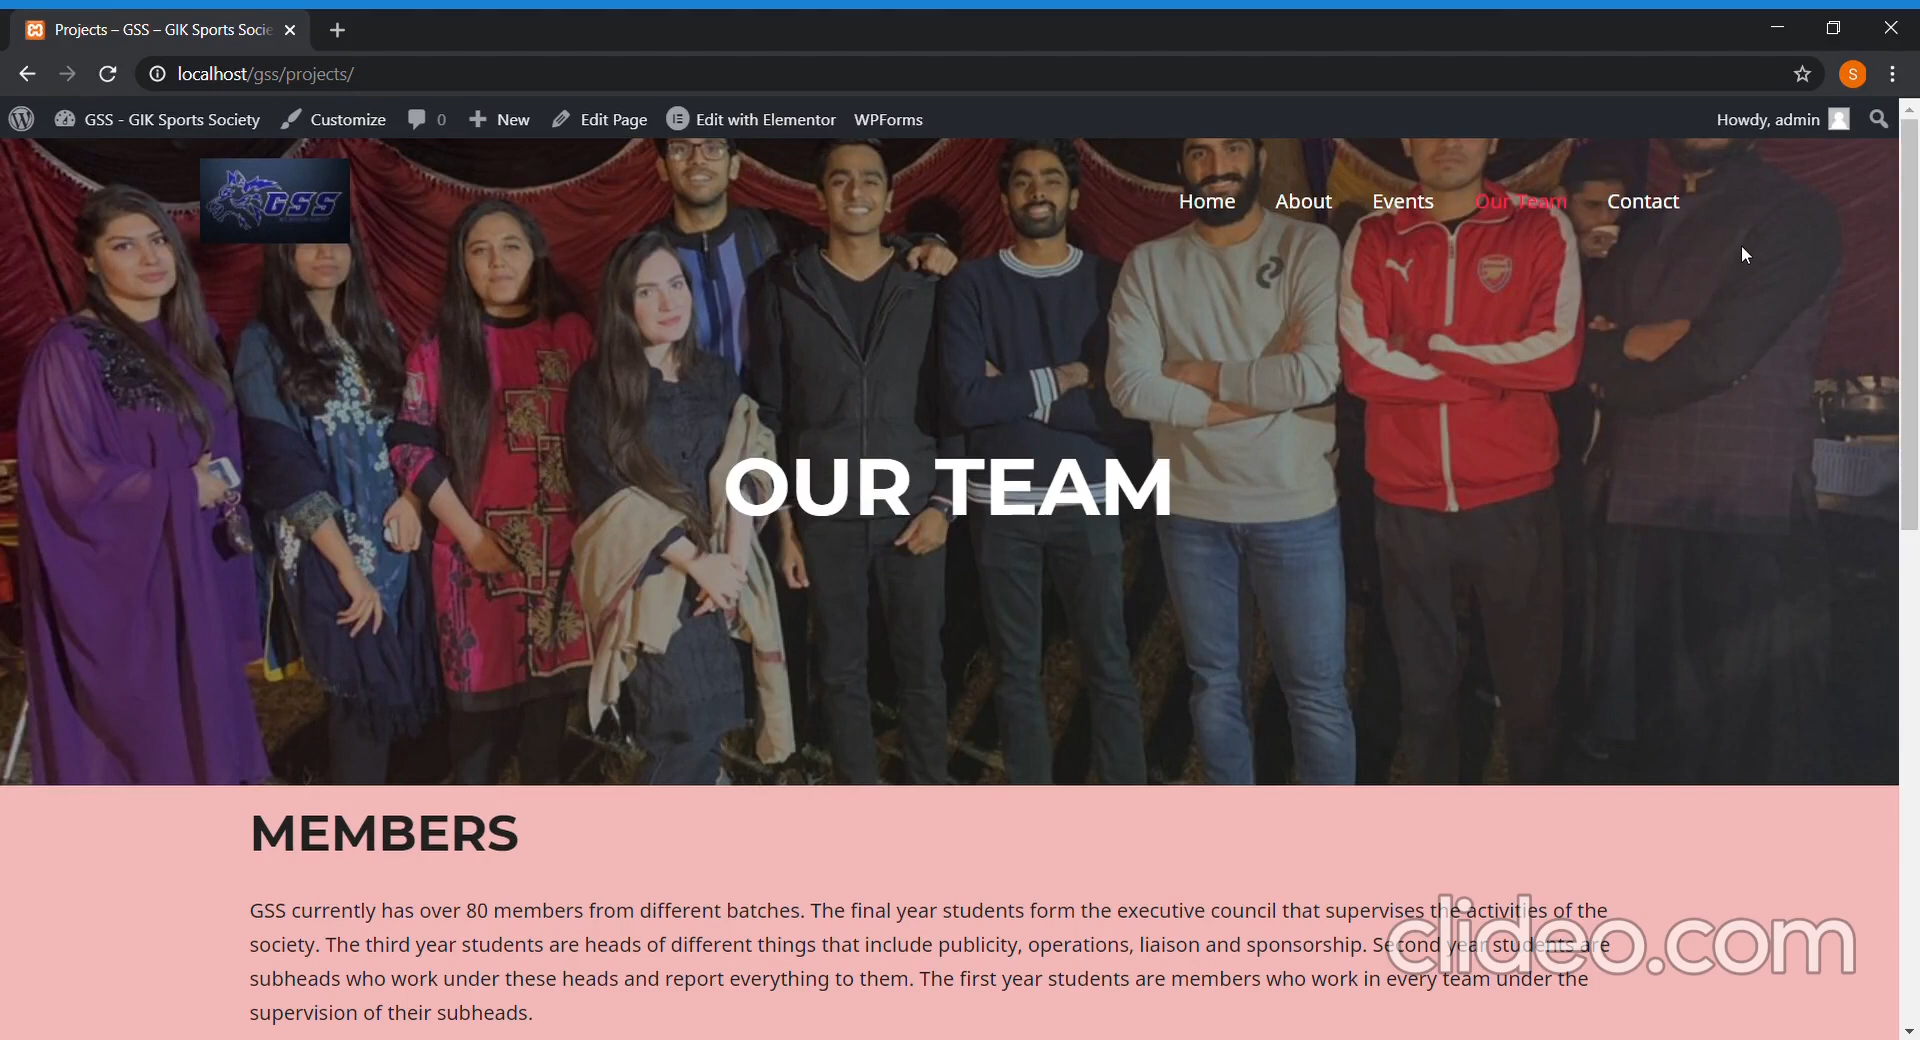 Projects – GSS – GIK Sports Socie
localhost/gss/projects/
S
GSS - GIK Sports Society
Customize
0
New
Edit Page
Edit with Elementor
WPForms
Howdy, admin
GSS
Home
About
Events
Our Team
Contact
OUR TEAM
MEMBERS
GSS currently has over 80 members from different batches. The final year students form the executive council that supervises the activities of the
society. The third year students are heads of different things that include publicity, operations, liaison and sponsorship. Second year students are
subheads who work under these heads and report everything to them. The first year students are members who work in every team under the
supervision of their subheads.
clideo.com